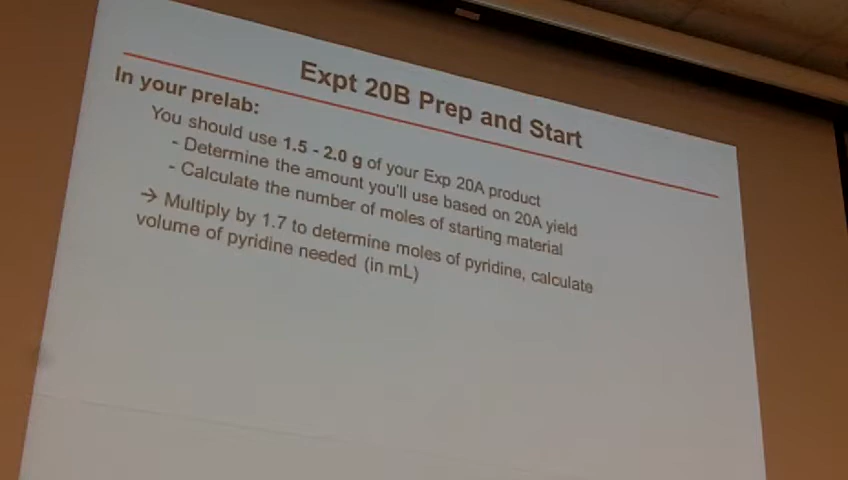 Expt 20B Prep and Start
In your prelab:
You should use 1.5 - 2.0 g of your Exp 20A product
- Determine the amount you'll use based on 20A yield
- Calculate the number of moles of starting material
→ Multiply by 1.7 to determine moles of pyridine, calculate
volume of pyridine needed (in mL)